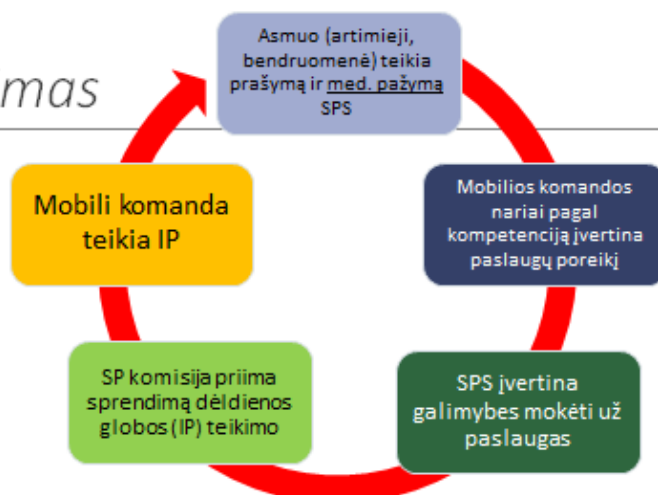 mas
Asmuo (artimieji,
bendruomenė) teikia
prašymą ir med. pažymą
SPS
Mobilios komandos
nariai pagal
kompetenciją įvertina
paslaugų poreikį
SPS įvertina
galimybes mokėti už
paslaugas
SP komisija priima
sprendimą dėl dienos
globos (IP) teikimo
Mobili komanda
teikia IP